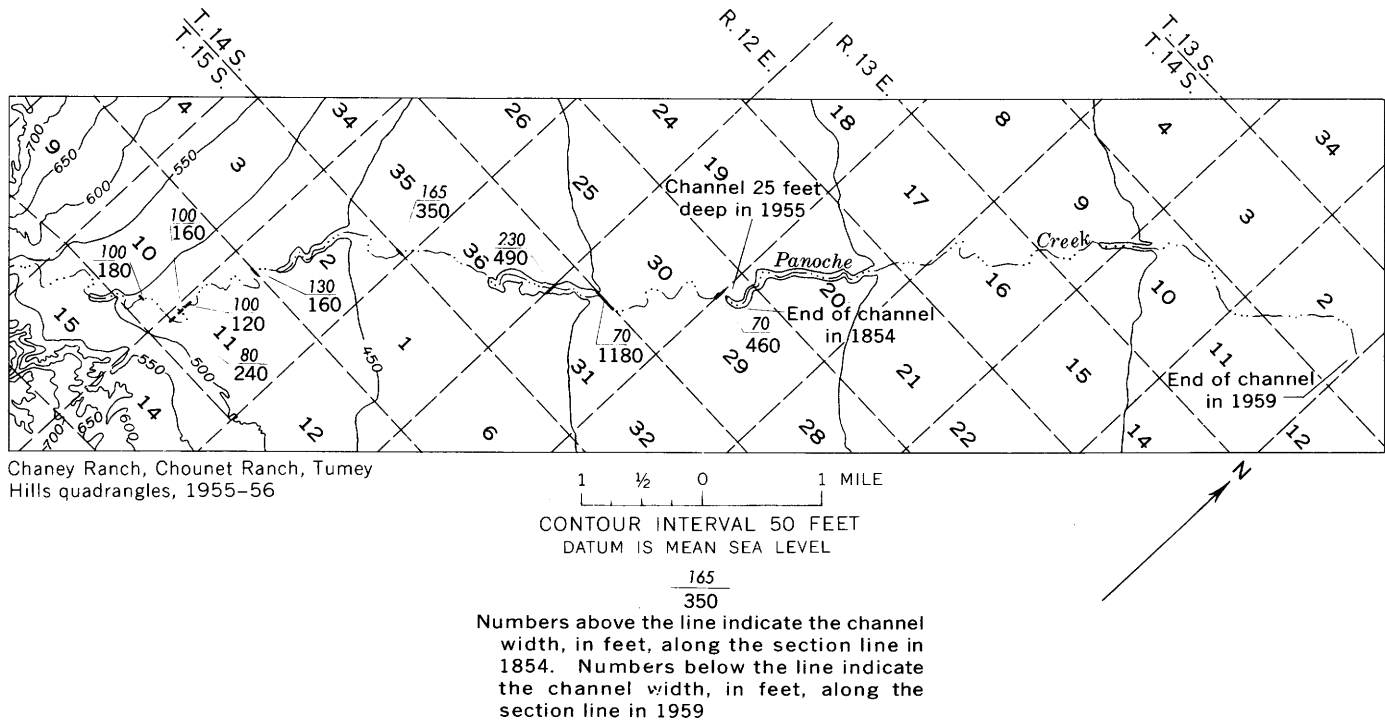 T. 14 S.
T. 15 S.
R. 12 E.
R. 13 E.
T. 13 S.
T. 14 S.
9
700
650
600
4
550
3
34
26
24
18
8
4
34
35
165
350
25
19
Channel 25 feet
deep in 1955
17
9
3
100
160
100
180
10
2
36
230
490
30
Panoche
Creek
16
10
2
15
100
120
130
160
11
80
240
1
450
31
70
1180
29
70
460
20
End of channel
in 1854
21
15
11
End of channel
in 1959
550
500
14
700
650
600
12
6
32
28
22
14
12
Chaney Ranch, Chounet Ranch, Tumey
Hills quadrangles, 1955–56
1 ½ 0 1 MILE
CONTOUR INTERVAL 50 FEET
DATUM IS MEAN SEA LEVEL
N
165
350
Numbers above the line indicate the channel
width, in feet, along the section line in
1854. Numbers below the line indicate
the channel width, in feet, along the
section line in 1959